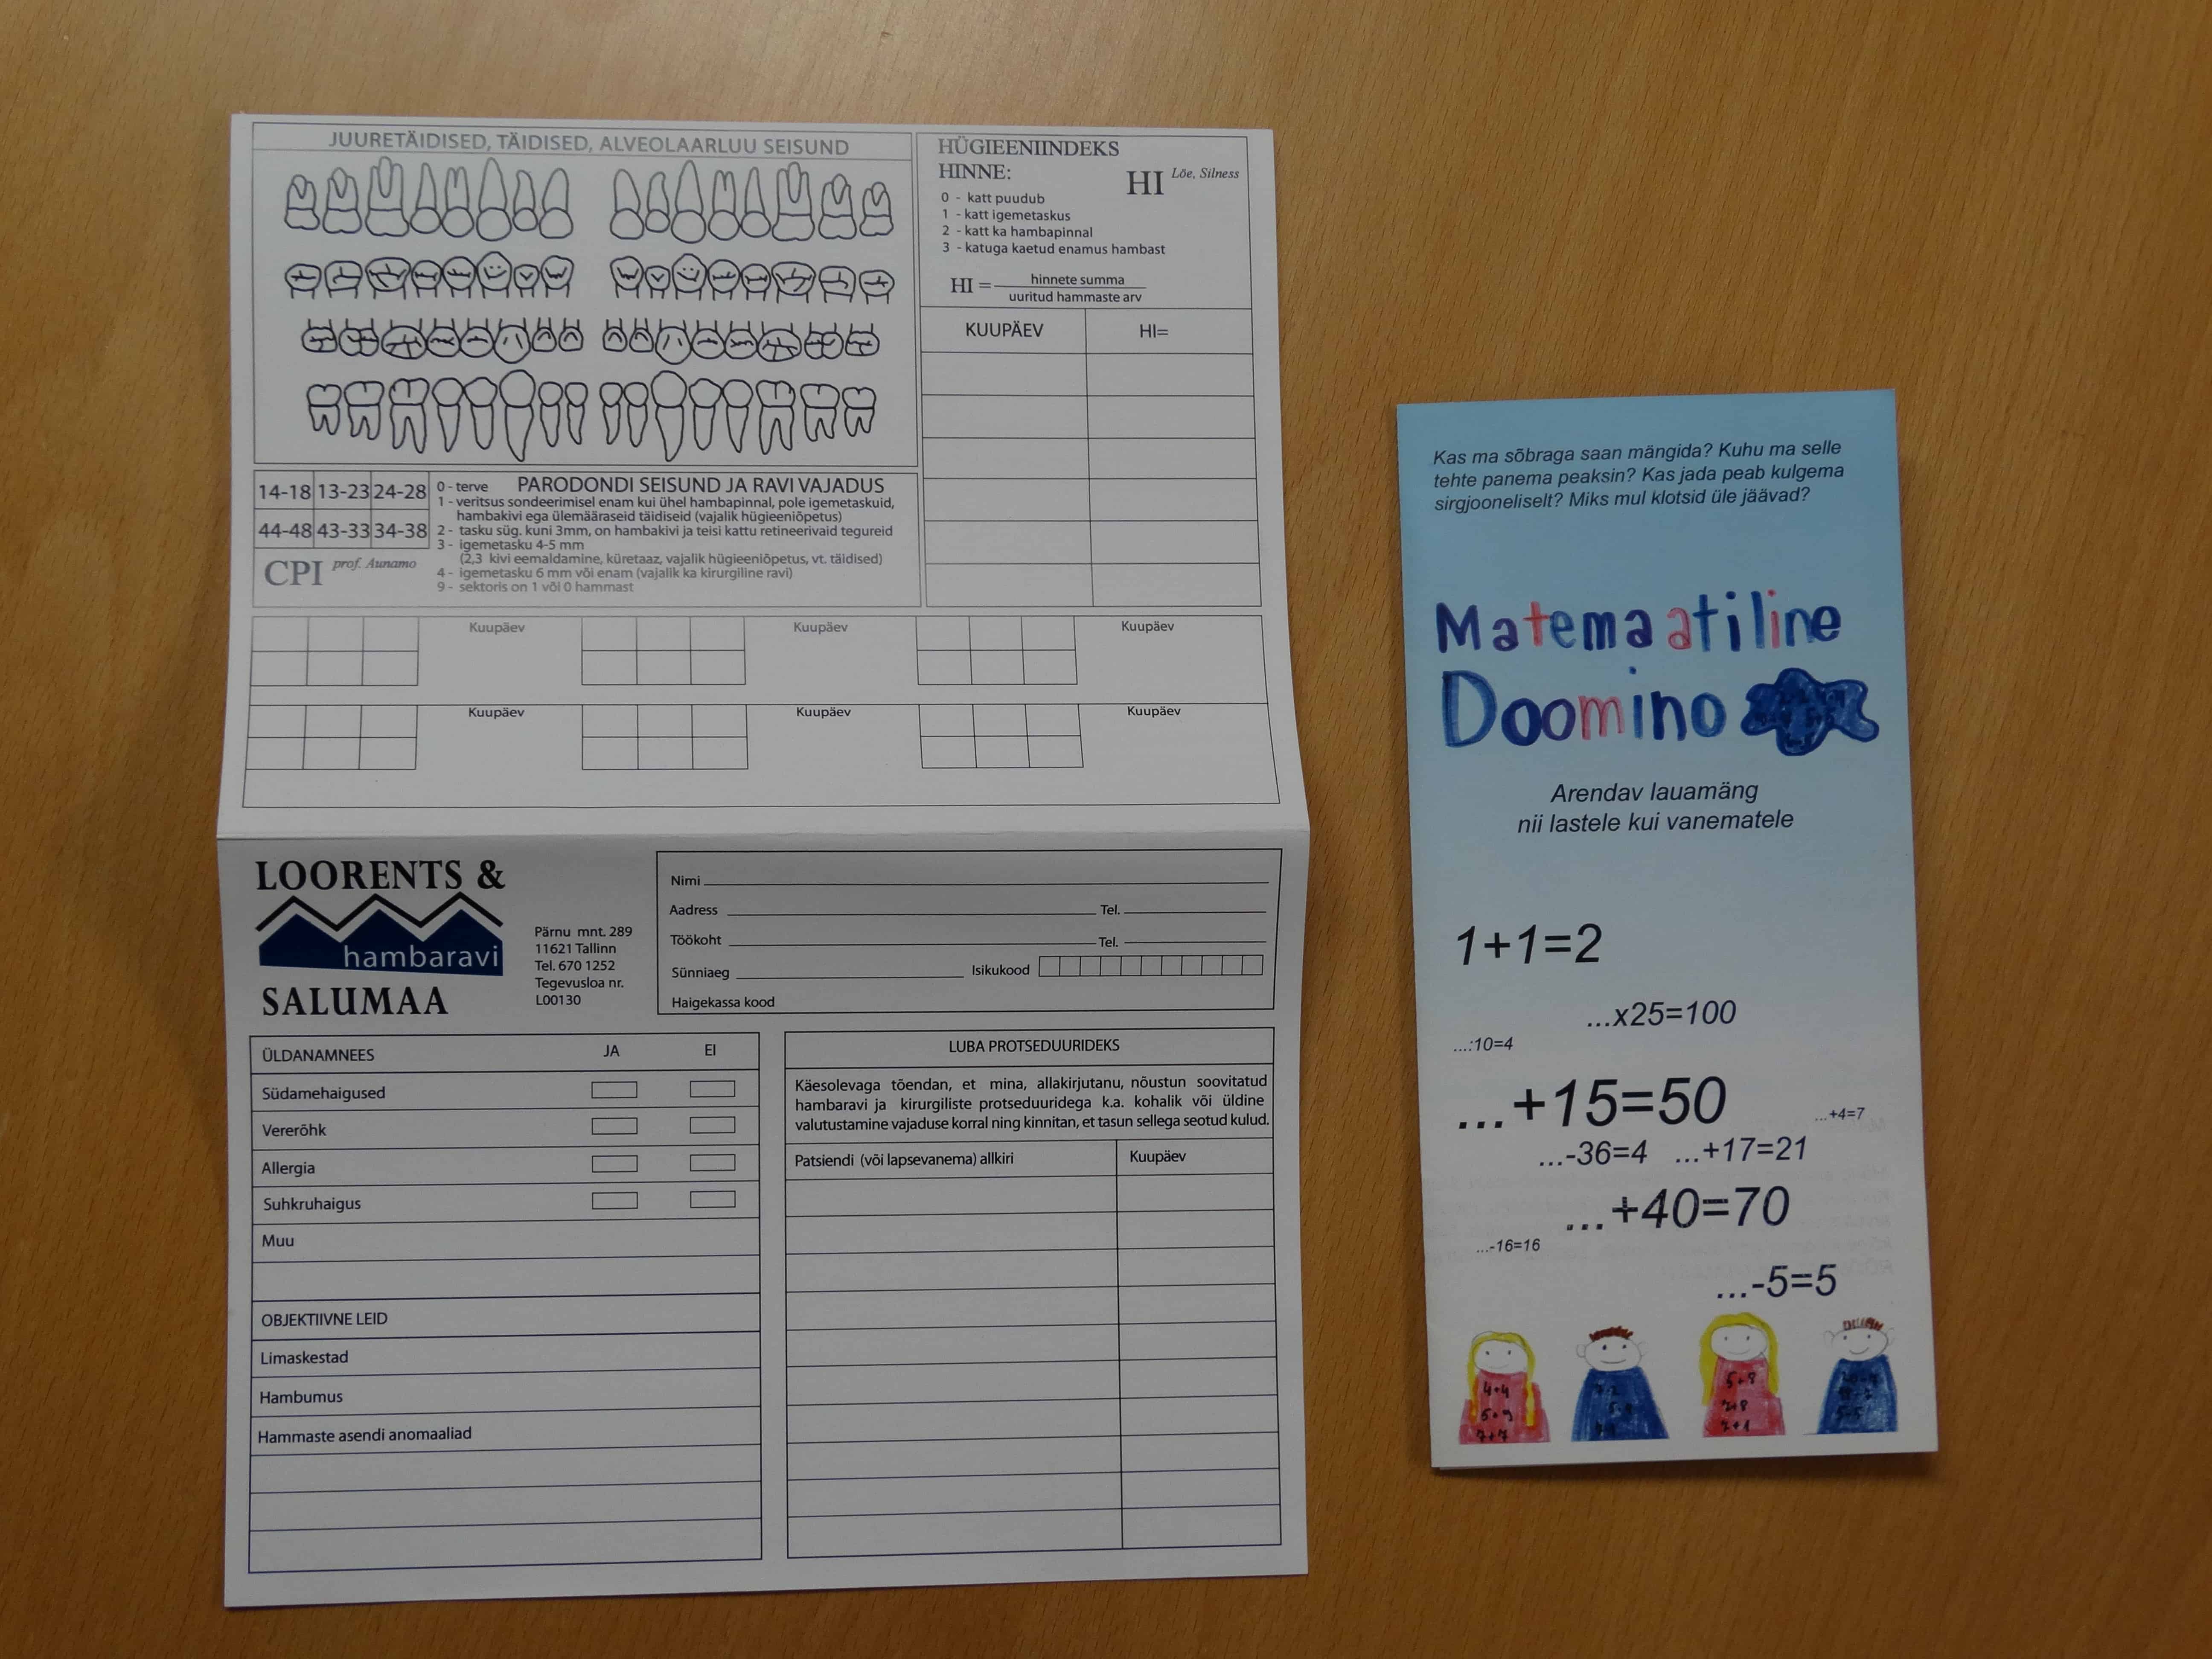 JUURETÄIDISED, TÄIDISED, ALVEOLAARLUU SEISUND
HÜGIEENIINDEKS
HINNE:
HI Löe, Silness
0 - katt puudub
1 - katt igemetaskus
2 - katt ka hambapinnal
3 - katuga kaetud enamus hambast
HI = hinnete summa
uuritud hammaste arv
KUUPÄEV HI=
14-18 13-23 24-28
44-48 43-33 34-38
CPI prof. Aunamo
PARODONDI SEISUND JA RAVI VAJADUS
0 - terve
1 - veritsus sondeerimisel enam kui ühel hambapinnal, pole igemetaskuid,
hambakivi ega ülemääraseid täidiseid (vajalik hügieeniõpetus)
2 - tasku süg. kuni 3mm, on hambakivi ja teisi kattu retineerivaid tegureid
3 - igemetasku 4-5 mm
(2,3 kivi eemaldamine, küretaaz, vajalik hügieeniõpetus, vt. täidised)
4 - igemetasku 6 mm või enam (vajalik ka kirurgiline ravi)
9 - sektoris on 1 või 0 hammast
Kuupäev Kuupäev Kuupäev
Kuupäev Kuupäev Kuupäev
LOORENTS &
hambaravi
SALUMAA
Pärnu mnt. 289
11621 Tallinn
Tel. 670 1252
Tegevusloa nr.
L00130
Nimi
Aadress Tel.
Töökoht Tel.
Sünniaeg Isikukood
Haigekassa kood
ÜLDANAMNEES JA EI
Südamehaigused
Vererõhk
Allergia
Suhkruhaigus
Muu
OBJEKTIIVNE LEID
Limaskestad
Hambumus
Hammaste asendi anomaaliad
LUBA PROTSEDUURIDEKS
Käesolevaga tõendan, et mina, allakirjutanu, nõustun soovitatud
hambaravi ja kirurgiliste protseduuridega k.a. kohalik või üldine
valutustamine vajaduse korral ning kinnitan, et tasun sellega seotud kulud.
Patsiendi (või lapsevanema) allkiri Kuupäev
Kas ma sõbraga saan mängida? Kuhu ma selle
tehte panema peaksin? Kas jada peab kulgema
sirgjooneliselt? Miks mul klotsid üle jäävad?
Matemaatiline
Doomino
Arendav lauamäng
nii lastele kui vanematele
1+1=2
...x25=100
...:10=4
...+15=50
...+4=7
...-36=4 ...+17=21
...+40=70
...-16=16
...-5=5
4+4
5+9
7+7
5+8
7+8
7+1